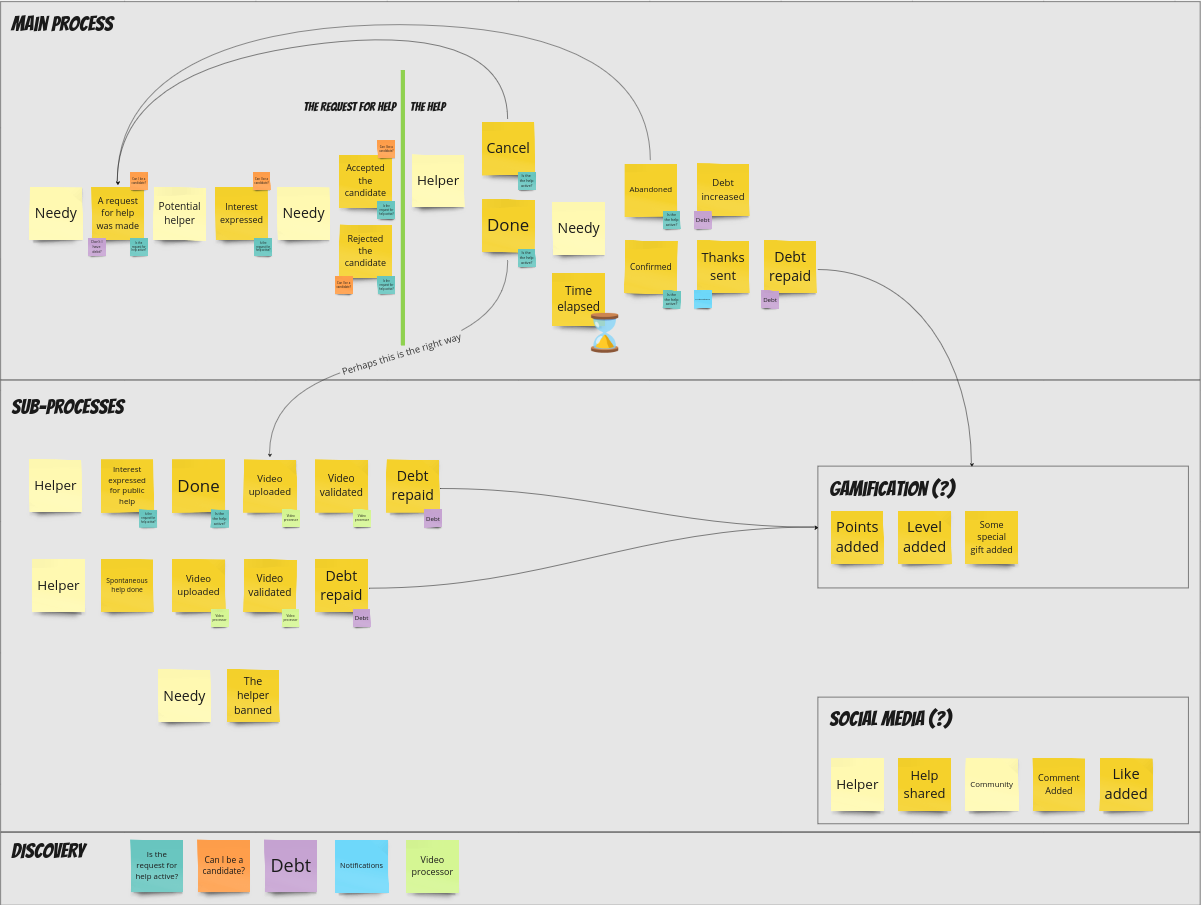 MAIN PROCESS
THE REQUEST FOR HELP
THE HELP
Needy
Can I be a
candidate?
A request
for help
was made
Is the
request for
help active?
Potential
helper
Can I be a
candidate?
Interest
expressed
Is the
request for
help active?
Needy
Can I be a
candidate?
Accepted
the
candidate
Is the
request for
help active?
Rejected
the
candidate
Can I be a
candidate?
Is the
request for
help active?
Helper
Cancel
Is the
the help
active?
Done
Is the
the help
active?
Needy
Time
elapsed
Abandoned
Is the
the help
active?
Confirmed
Is the
the help
active?
Debt
increased
Debt
Thanks
sent
Debt
repaid
Debt
Perhaps this is the right way
SUB-PROCESSES
Helper
Interest
expressed
for public
help
Is the
request for
help active?
Done
Is the
the help
active?
Video
uploaded
Video
processor
Video
validated
Video
processor
Debt
repaid
Debt
Helper
Spontaneous
help done
Video
uploaded
Video
processor
Video
validated
Video
processor
Debt
repaid
Debt
Needy
The
helper
banned
GAMIFICATION (?)
Points
added
Level
added
Some
special
gift added
SOCIAL MEDIA (?)
Helper
Help
shared
Community
Comment
Added
Like
added
DISCOVERY
Is the
request for
help active?
Can I be a
candidate?
Debt
Notifications
Video
processor